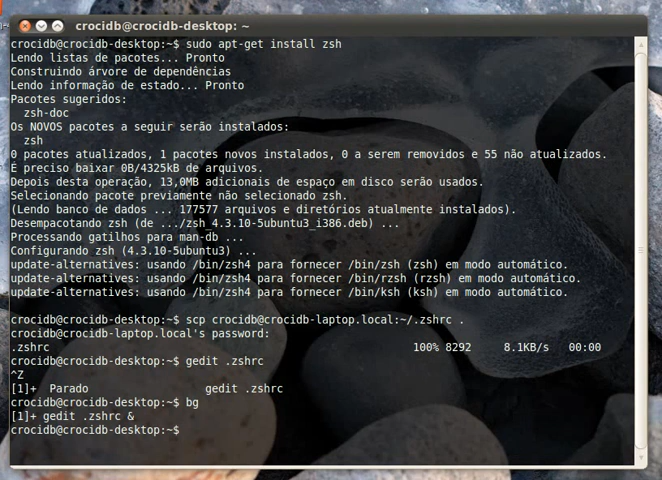 crocidb@crocidb-desktop: ~
crocidb@crocidb-desktop:~$ sudo apt-get install zsh
Lendo listas de pacotes... Pronto
Construindo árvore de dependências
Lendo informação de estado... Pronto
Pacotes sugeridos:
  zsh-doc
Os NOVOS pacotes a seguir serão instalados:
  zsh
0 pacotes atualizados, 1 pacotes novos instalados, 0 a serem removidos e 55 não atualizados.
É preciso baixar 0B/4325kB de arquivos.
Depois desta operação, 13,0MB adicionais de espaço em disco serão usados.
Selecionando pacote previamente não selecionado zsh.
(Lendo banco de dados ... 177577 arquivos e diretórios atualmente instalados).
Desempacotando zsh (de .../zsh_4.3.10-5ubuntu3_i386.deb) ...
Processando gatilhos para man-db ...
Configurando zsh (4.3.10-5ubuntu3) ...
update-alternatives: usando /bin/zsh4 para fornecer /bin/zsh (zsh) em modo automático.
update-alternatives: usando /bin/zsh4 para fornecer /bin/rzsh (rzsh) em modo automático.
update-alternatives: usando /bin/zsh4 para fornecer /bin/ksh (ksh) em modo automático.
crocidb@crocidb-desktop:~$ scp crocidb@crocidb-laptop.local:~/.zshrc .
crocidb@crocidb-laptop.local's password:
.zshrc 100% 8292 8.1KB/s 00:00
crocidb@crocidb-desktop:~$ gedit .zshrc
^Z
[1]+  Parado gedit .zshrc
crocidb@crocidb-desktop:~$ bg
[1]+ gedit .zshrc &
crocidb@crocidb-desktop:~$